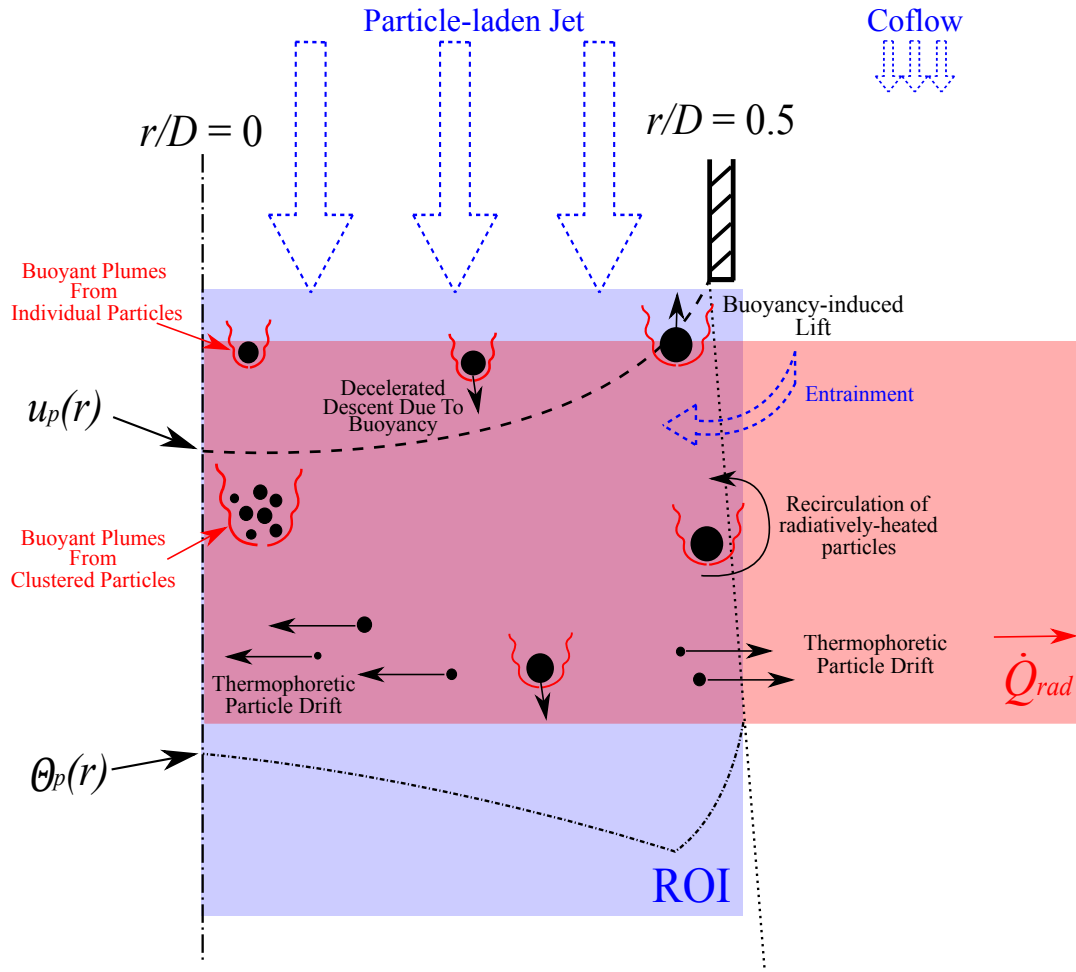 Particle-laden Jet
Coflow
r/D = 0
r/D = 0.5
Buoyant Plumes
From
Individual Particles
Buoyancy-induced
Lift
Decelerated
Descent Due To
Buoyancy
Entrainment
u_p(r)
Buoyant Plumes
From
Clustered Particles
Recirculation of
radiatively-heated
particles
Thermophoretic
Particle Drift
Thermophoretic
Particle Drift
Q̇_rad
Θ_p(r)
ROI